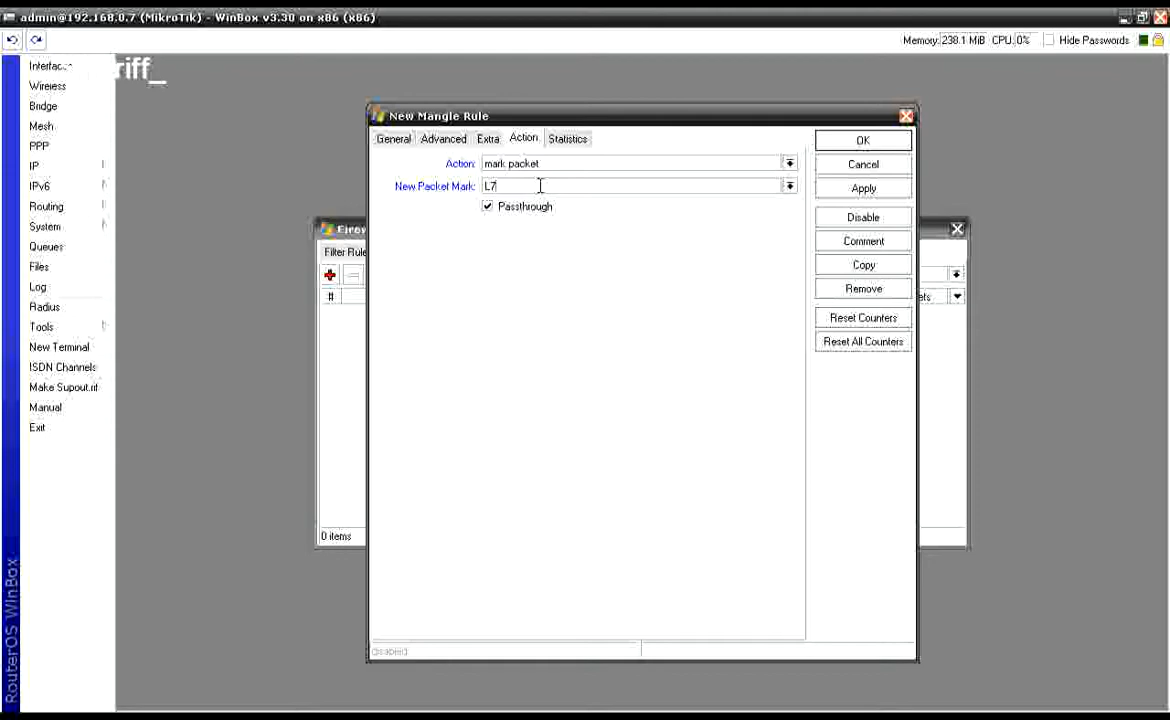 admin@192.168.0.7 (MikroTik) - WinBox v3.30 on x86 (x86)
Memory: 238.1 MiB CPU: 0% Hide Passwords
riff_
Interfac
Wireless
Bridge
Mesh
PPP
IP
IPv6
Routing
System
Queues
Files
Log
Radius
Tools
New Terminal
ISDN Channels
Make Supout.rif
Manual
Exit
RouterOS WinBox
Firew
Filter Rule
#
ets
0 items
New Mangle Rule
General Advanced Extra Action Statistics
Action: mark packet
New Packet Mark: L7
Passthrough
OK
Cancel
Apply
Disable
Comment
Copy
Remove
Reset Counters
Reset All Counters
disabled